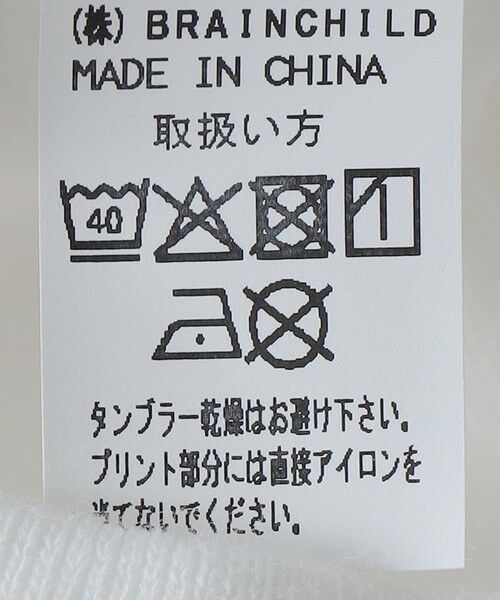 (株) BRAINCHILD
MADE IN CHINA
取扱い方
40
タンブラー乾燥はお避け下さい。
プリント部分には直接アイロンを
当てないでください。